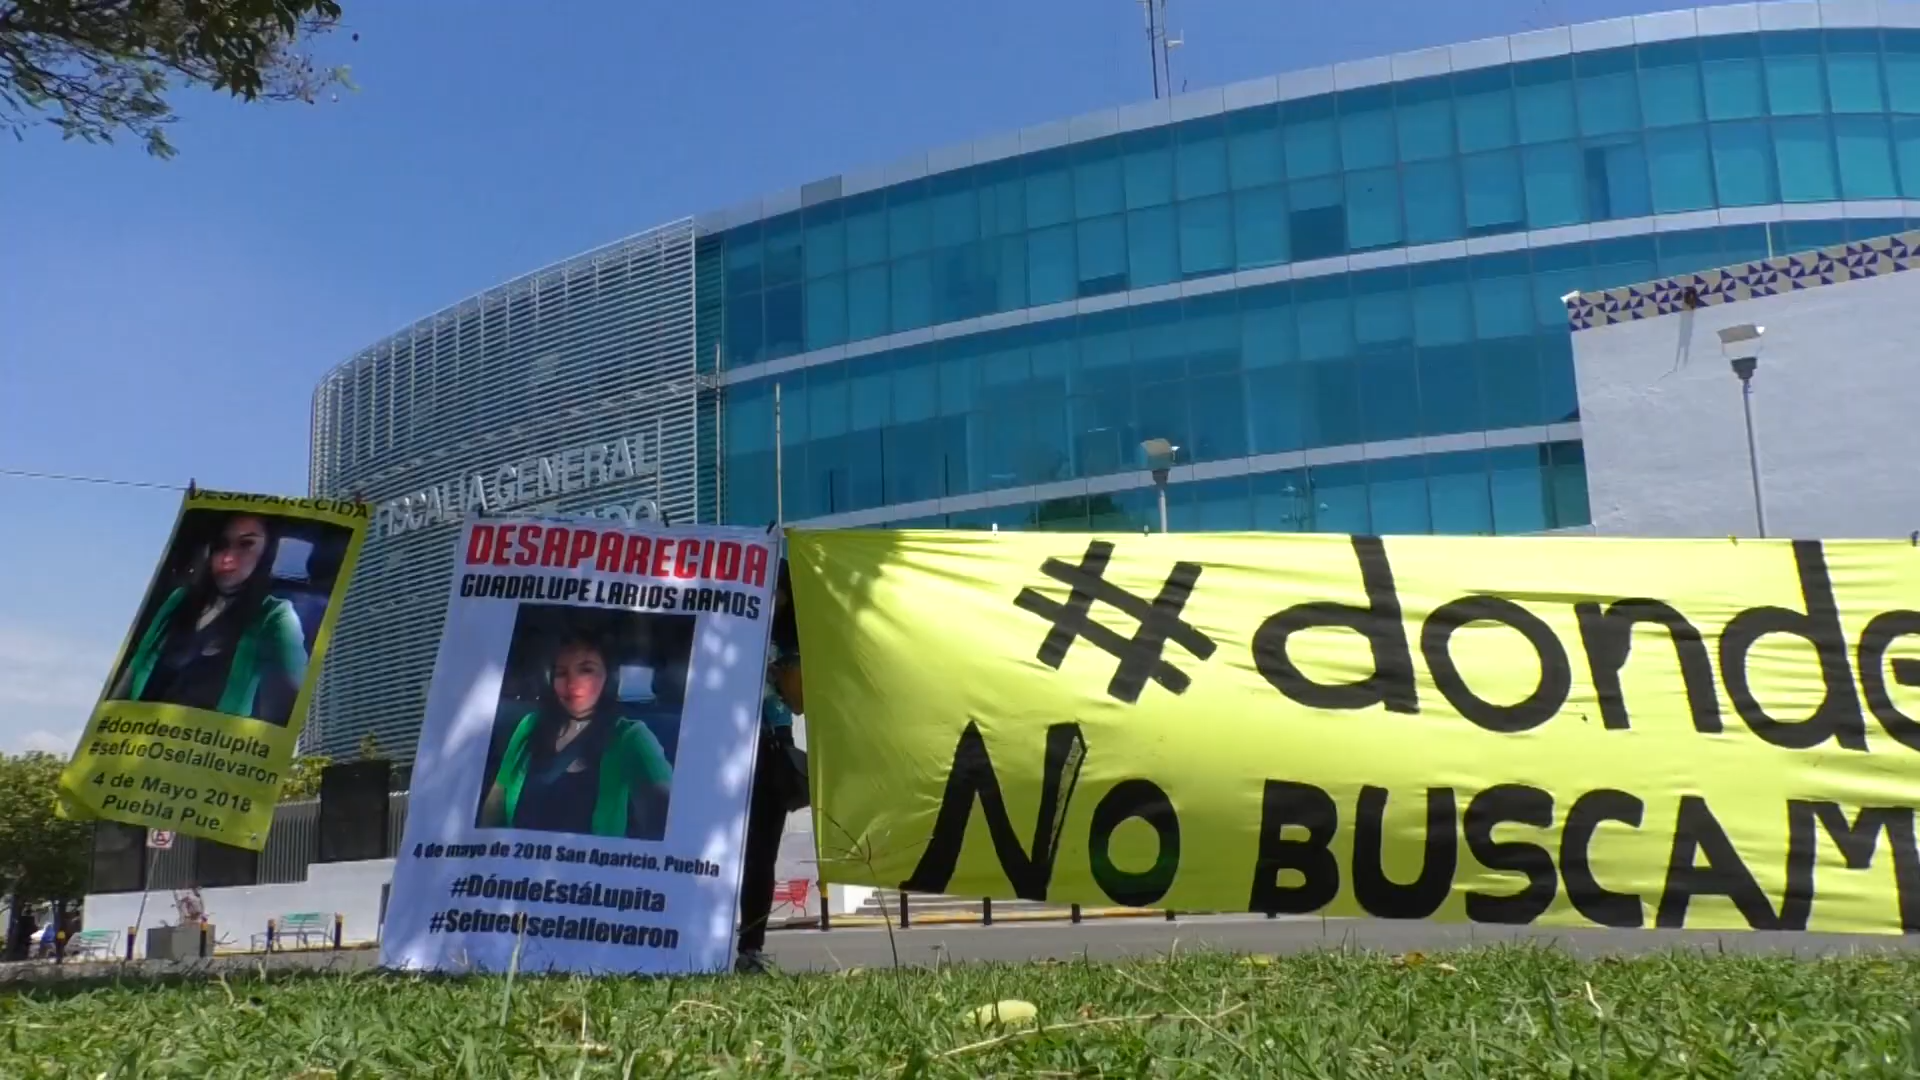 FISCALIA GENERAL
DESAPARECIDA
#dondeestalupita
#sefueOselallevaron
4 de Mayo 2018
Puebla Pue.
DESAPARECIDA
GUADALUPE LARIOS RAMOS
4 de mayo de 2018 San Aparicio, Puebla
#DóndeEstáLupita
#SefueOselallevaron
#donde
No BUSCAM